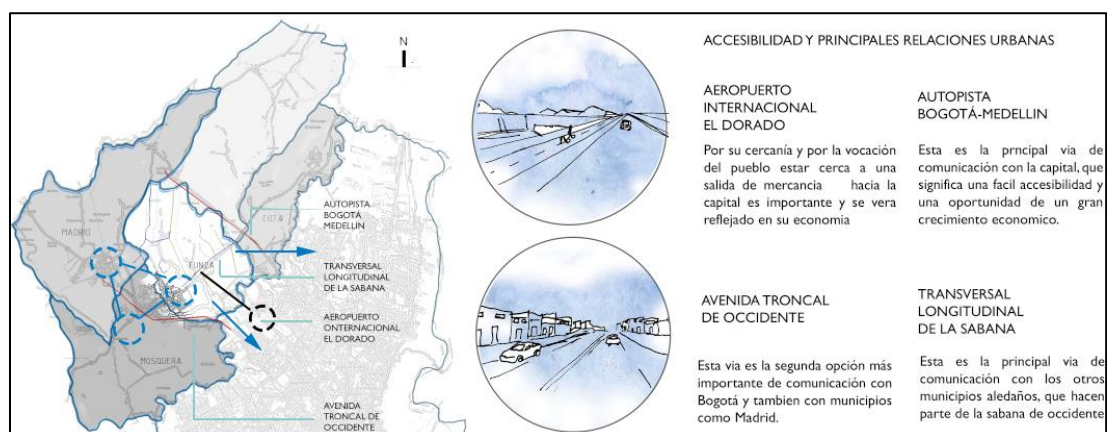 N
MADRID
COTA
FUNZA
MOSQUERA
AUTOPISTA
BOGOTÁ
MEDELLÍN
TRANSVERSAL
LONGITUDINAL
DE LA SABANA
AEROPUERTO
ONTERNACIONAL
EL DORADO
AVENIDA
TRONCAL DE
OCCIDENTE
ACCESIBILIDAD Y PRINCIPALES RELACIONES URBANAS
AEROPUERTO
INTERNACIONAL
EL DORADO
Por su cercanía y por la vocación
del pueblo estar cerca a una
salida de mercancia hacia la
capital es importante y se vera
reflejado en su economia
AUTOPISTA
BOGOTÁ-MEDELLIN
Esta es la prncipal via de
comunicación con la capital, que
significa una facil accesibilidad y
una oportunidad de un gran
crecimiento economico.
AVENIDA TRONCAL
DE OCCIDENTE
Esta via es la segunda opción más
importante de comunicación con
Bogotá y tambien con municipios
como Madrid.
TRANSVERSAL
LONGITUDINAL
DE LA SABANA
Esta es la principal via de
comunicación con los otros
municipios aledaños, que hacen
parte de la sabana de occidente